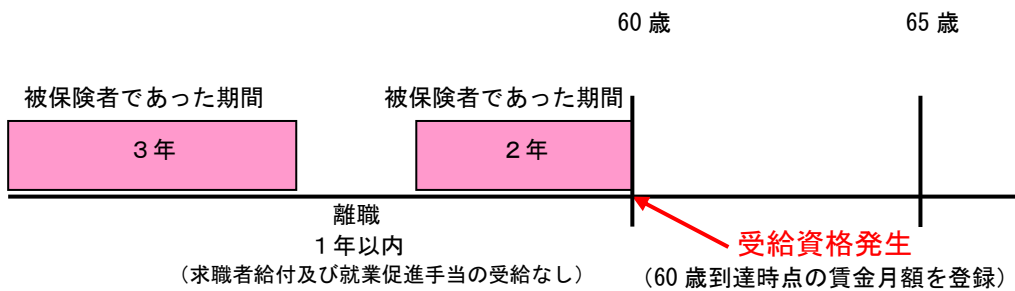 60歳
65歳
被保険者であった期間
被保険者であった期間
３年
２年
離職
１年以内
（求職者給付及び就業促進手当の受給なし）
受給資格発生
（60歳到達時点の賃金月額を登録）